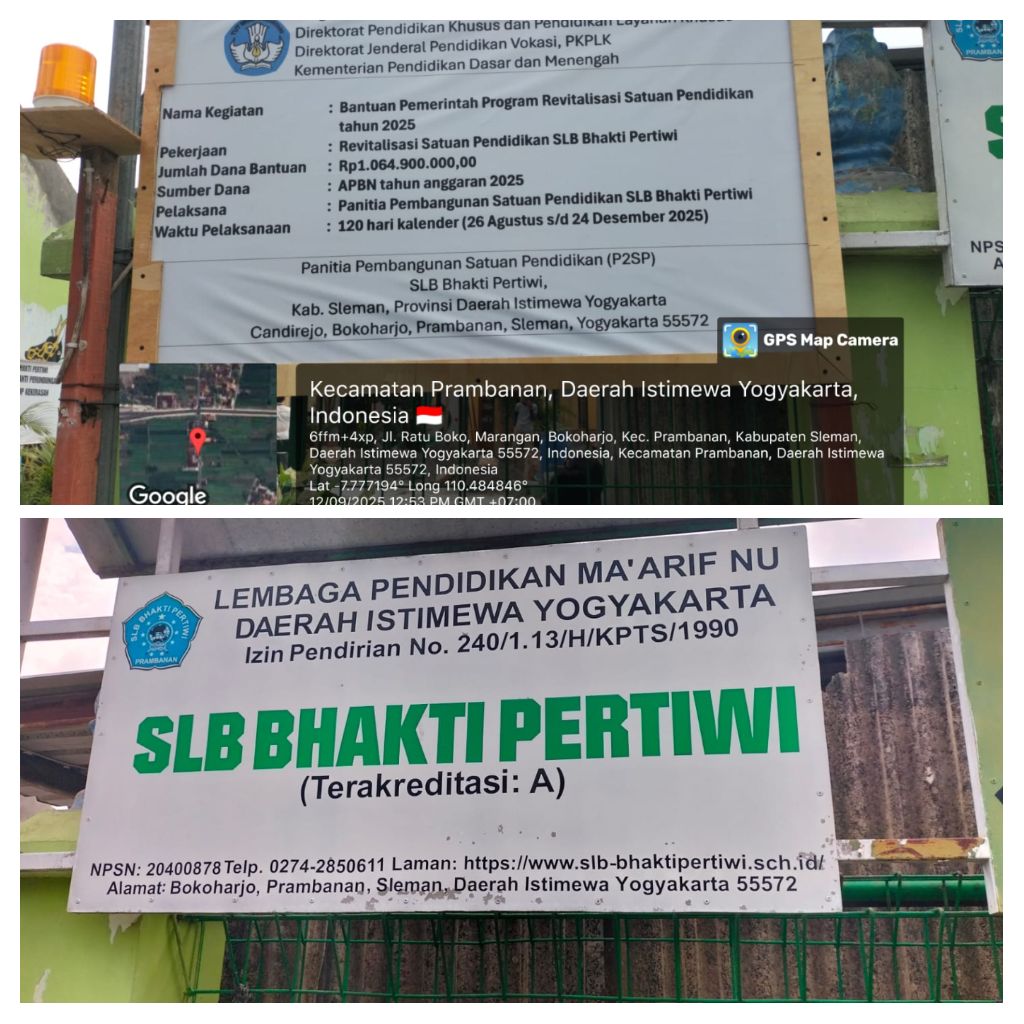 Direktorat Pendidikan Khusus dan Pendidikan Layanan Khusus
Direktorat Jenderal Pendidikan Vokasi, PKPLK
Kementerian Pendidikan Dasar dan Menengah
Nama Kegiatan : Bantuan Pemerintah Program Revitalisasi Satuan Pendidikan
tahun 2025
Pekerjaan : Revitalisasi Satuan Pendidikan SLB Bhakti Pertiwi
Jumlah Dana Bantuan : Rp1.064.900.000,00
Sumber Dana : APBN tahun anggaran 2025
Pelaksana : Panitia Pembangunan Satuan Pendidikan SLB Bhakti Pertiwi
Waktu Pelaksanaan : 120 hari kalender (26 Agustus s/d 24 Desember 2025)
Panitia Pembangunan Satuan Pendidikan (P2SP)
SLB Bhakti Pertiwi,
Kab. Sleman, Provinsi Daerah Istimewa Yogyakarta
Candirejo, Bokoharjo, Prambanan, Sleman, Yogyakarta 55572
NPS
A
GPS Map Camera
Kecamatan Prambanan, Daerah Istimewa Yogyakarta,
Indonesia
6ffm+4xp, Jl. Ratu Boko, Marangan, Bokoharjo, Kec. Prambanan, Kabupaten Sleman,
Daerah Istimewa Yogyakarta 55572, Indonesia, Kecamatan Prambanan, Daerah Istimewa
Yogyakarta 55572, Indonesia
Lat -7.777194° Long 110.484846°
12/09/2025 12:53 PM GMT +07:00
Google
LEMBAGA PENDIDIKAN MA'ARIF NU
DAERAH ISTIMEWA YOGYAKARTA
Izin Pendirian No. 240/1.13/H/KPTS/1990
SLB BHAKTI PERTIWI
PRAMBANAN
SLB BHAKTI PERTIWI
(Terakreditasi: A)
NPSN: 20400878 Telp. 0274-2850611 Laman: https://www.slb-bhaktipertiwi.sch.id/
Alamat: Bokoharjo, Prambanan, Sleman, Daerah Istimewa Yogyakarta 55572